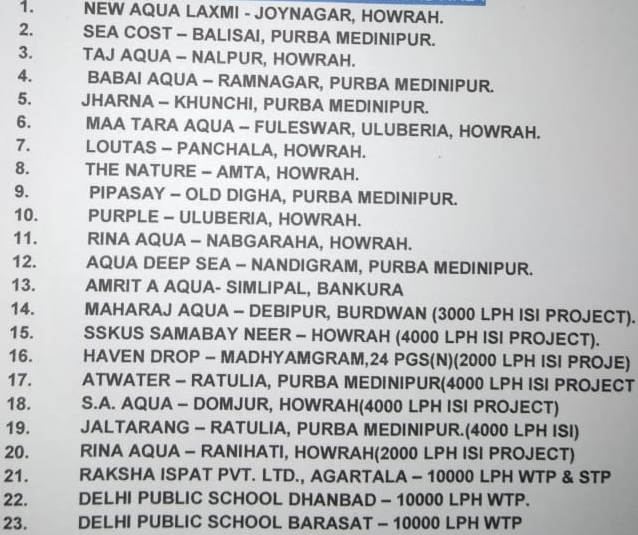 1. NEW AQUA LAXMI - JOYNAGAR, HOWRAH.
2. SEA COST – BALISAI, PURBA MEDINIPUR.
3. TAJ AQUA – NALPUR, HOWRAH.
4. BABAI AQUA – RAMNAGAR, PURBA MEDINIPUR.
5. JHARNA – KHUNCHI, PURBA MEDINIPUR.
6. MAA TARA AQUA – FULESWAR, ULUBERIA, HOWRAH.
7. LOUTAS – PANCHALA, HOWRAH.
8. THE NATURE – AMTA, HOWRAH.
9. PIPASAY – OLD DIGHA, PURBA MEDINIPUR.
10. PURPLE – ULUBERIA, HOWRAH.
11. RINA AQUA – NABGARAHA, HOWRAH.
12. AQUA DEEP SEA – NANDIGRAM, PURBA MEDINIPUR.
13. AMRIT A AQUA- SIMLIPAL, BANKURA
14. MAHARAJ AQUA – DEBIPUR, BURDWAN (3000 LPH ISI PROJECT).
15. SSKUS SAMABAY NEER – HOWRAH (4000 LPH ISI PROJECT).
16. HAVEN DROP – MADHYAMGRAM,24 PGS(N)(2000 LPH ISI PROJE)
17. ATWATER – RATULIA, PURBA MEDINIPUR(4000 LPH ISI PROJECT
18. S.A. AQUA – DOMJUR, HOWRAH(4000 LPH ISI PROJECT)
19. JALTARANG – RATULIA, PURBA MEDINIPUR.(4000 LPH ISI)
20. RINA AQUA – RANIHATI, HOWRAH(2000 LPH ISI PROJECT)
21. RAKSHA ISPAT PVT. LTD., AGARTALA – 10000 LPH WTP & STP
22. DELHI PUBLIC SCHOOL DHANBAD – 10000 LPH WTP.
23. DELHI PUBLIC SCHOOL BARASAT – 10000 LPH WTP